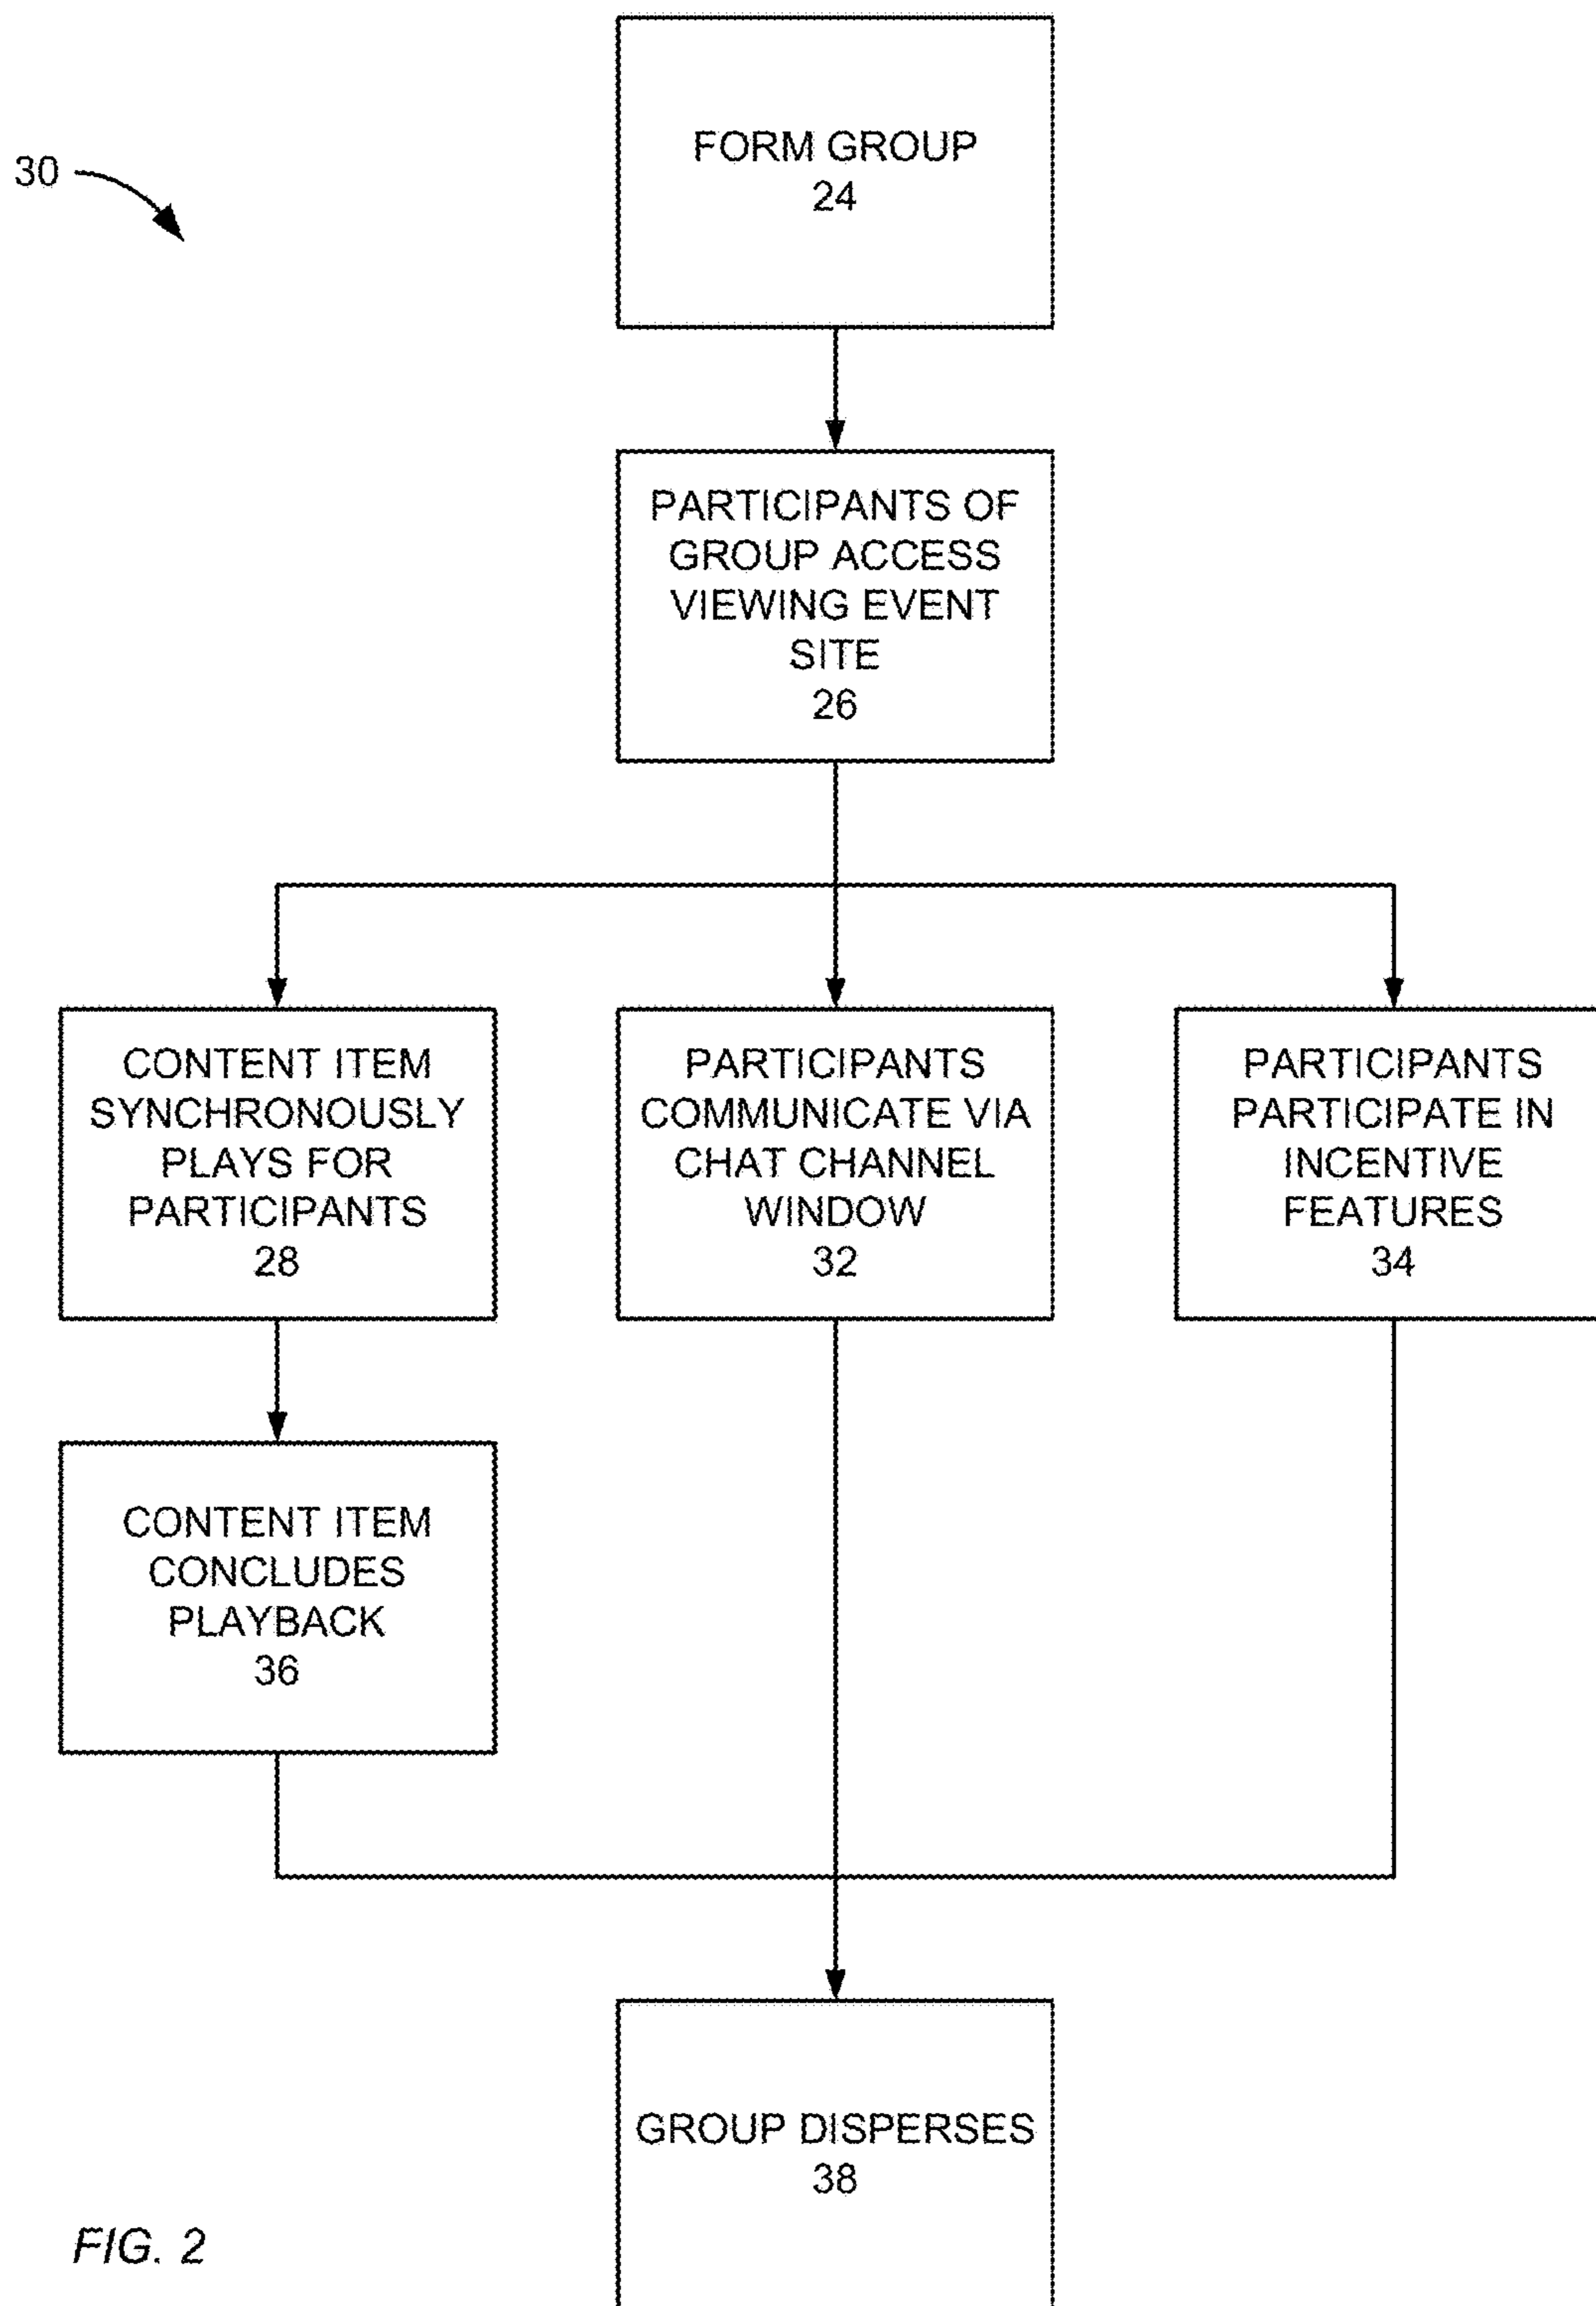 FORM GROUP
24
30
PARTICIPANTS OF
GROUP ACCESS
VIEWING EVENT
SITE
26
CONTENT ITEM
SYNCHRONOUSLY
PLAYS FOR
PARTICIPANTS
28
PARTICIPANTS
COMMUNICATE VIA
CHAT CHANNEL
WINDOW
32
PARTICIPANTS
PARTICIPATE IN
INCENTIVE
FEATURES
34
CONTENT ITEM
CONCLUDES
PLAYBACK
36
GROUP DISPERSES
38
FIG. 2